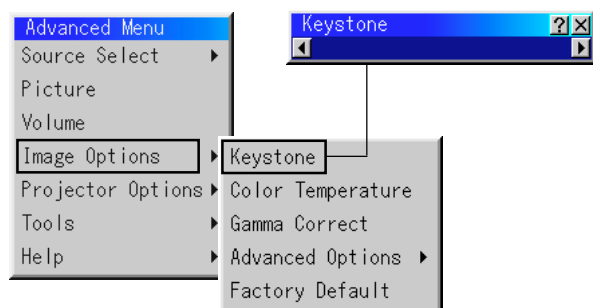 Advanced Menu
Source Select
Picture
Volume
Image Options
Projector Options
Tools
Help
Keystone
Color Temperature
Gamma Correct
Advanced Options
Factory Default
Keystone ?×